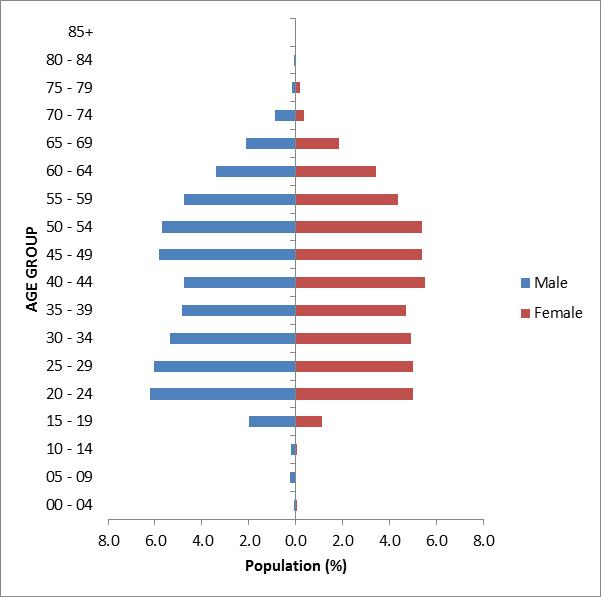 85+
80 - 84
75 - 79
70 - 74
65 - 69
60 - 64
55 - 59
50 - 54
45 - 49
40 - 44
35 - 39
30 - 34
25 - 29
20 - 24
15 - 19
10 - 14
05 - 09
00 - 04
AGE GROUP
Male
Female
8.0 6.0 4.0 2.0 0.0 2.0 4.0 6.0 8.0
Population (%)